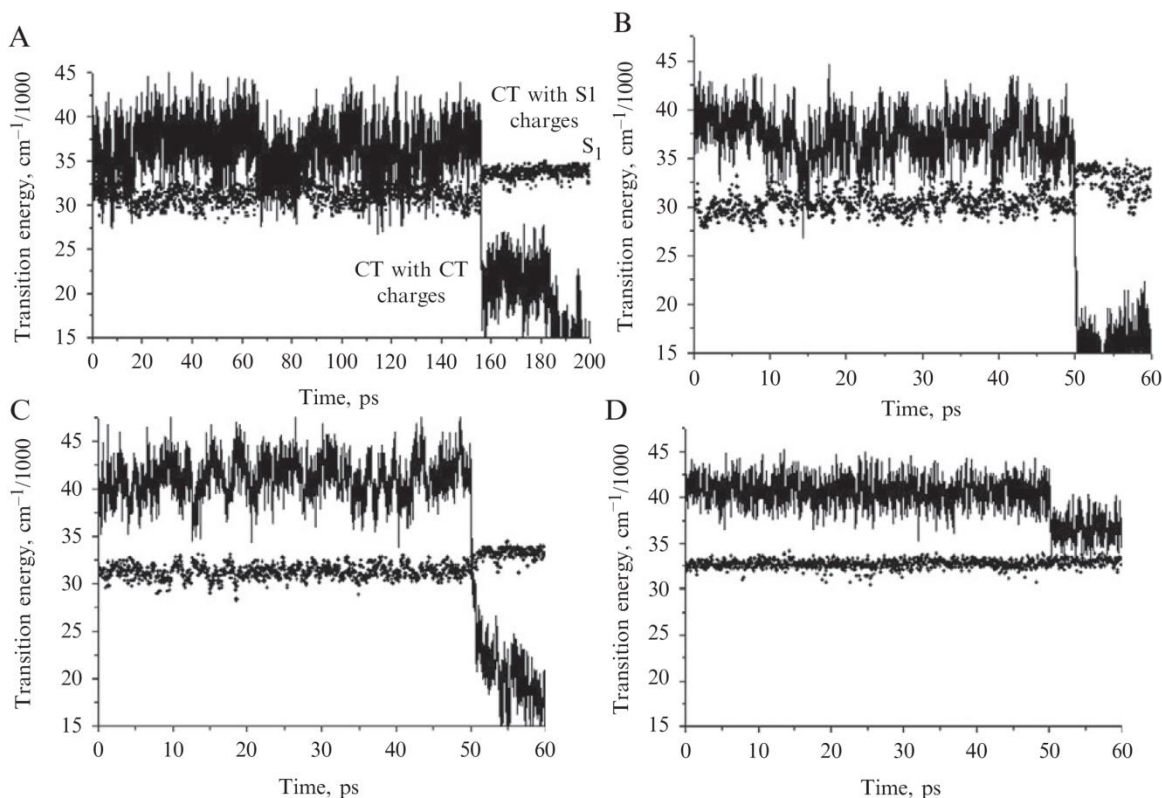 A
Transition energy, cm⁻¹/1000
45
40
35
30
25
20
15
CT with S1
charges
S₁
CT with CT
charges
0 20 40 60 80 100 120 140 160 180 200
Time, ps
B
Transition energy, cm⁻¹/1000
45
40
35
30
25
20
15
0 10 20 30 40 50 60
Time, ps
C
Transition energy, cm⁻¹/1000
45
40
35
30
25
20
15
0 10 20 30 40 50 60
Time, ps
D
Transition energy, cm⁻¹/1000
45
40
35
30
25
20
15
0 10 20 30 40 50 60
Time, ps